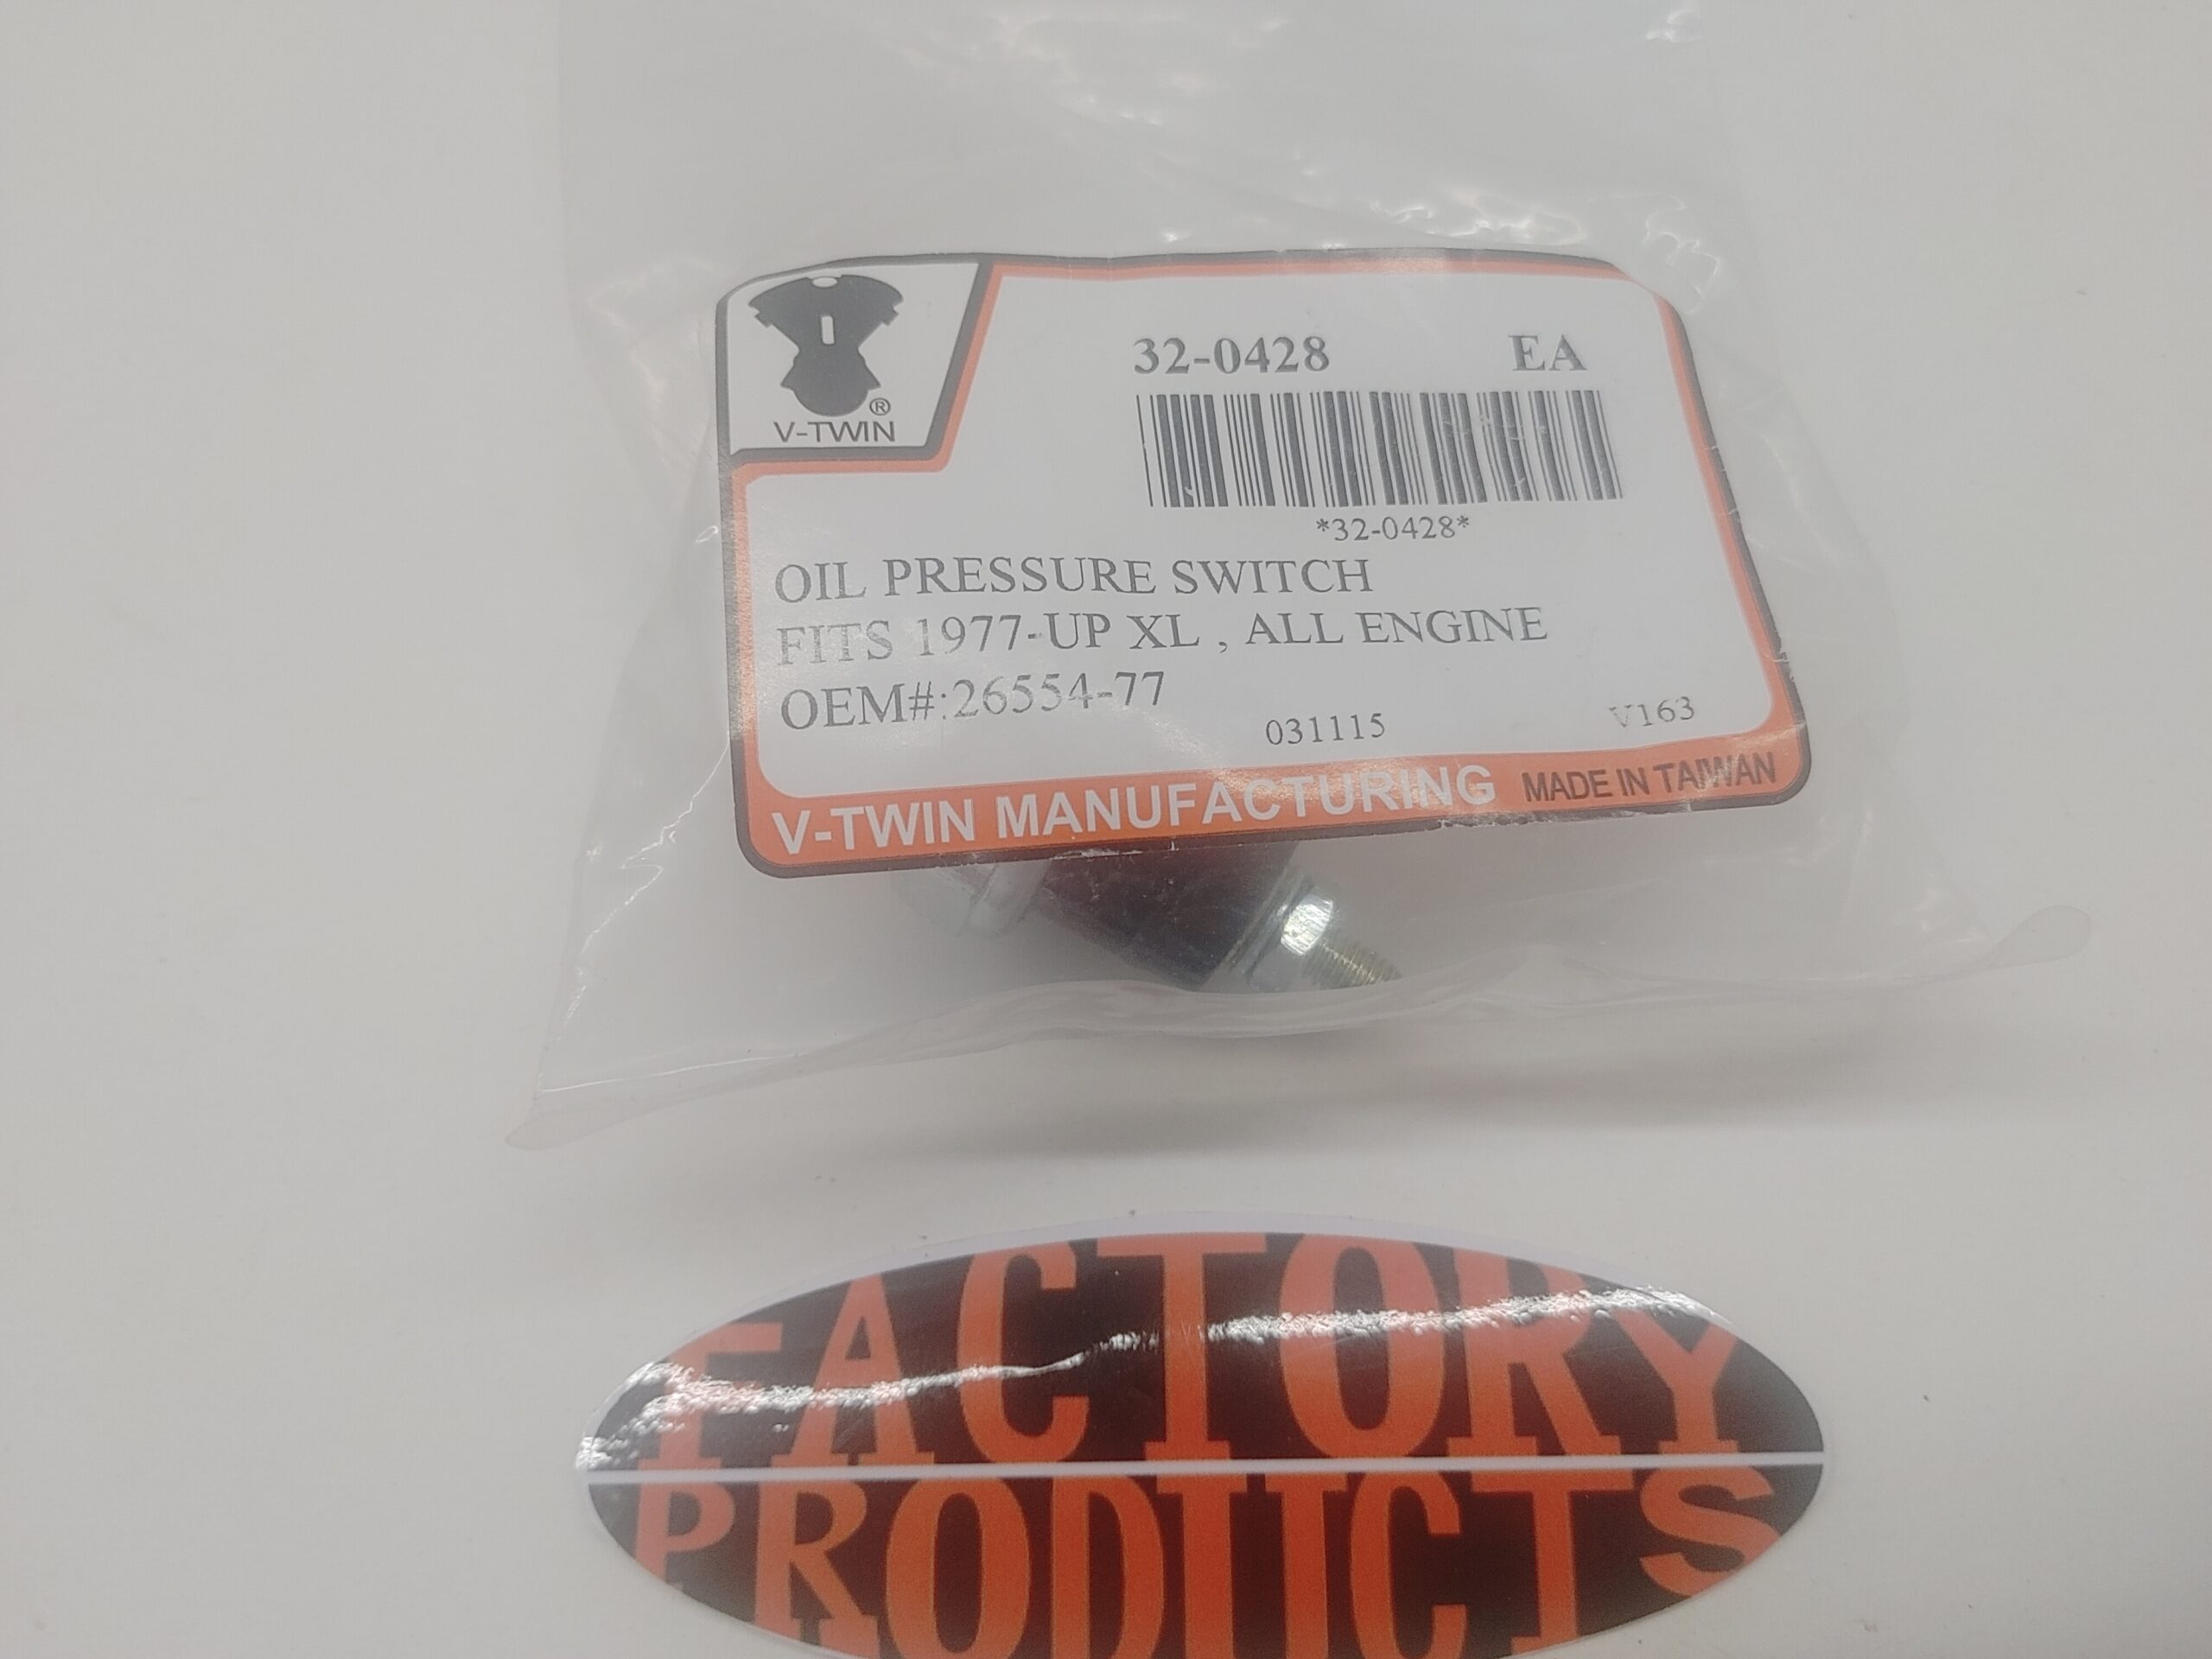 32-0428 EA
®
V-TWIN
*32-0428*
OIL PRESSURE SWITCH
FITS 1977-UP XL , ALL ENGINE
OEM#:26554-77
031115 V163
V-TWIN MANUFACTURING MADE IN TAIWAN
FACTORY
PRODUCTS